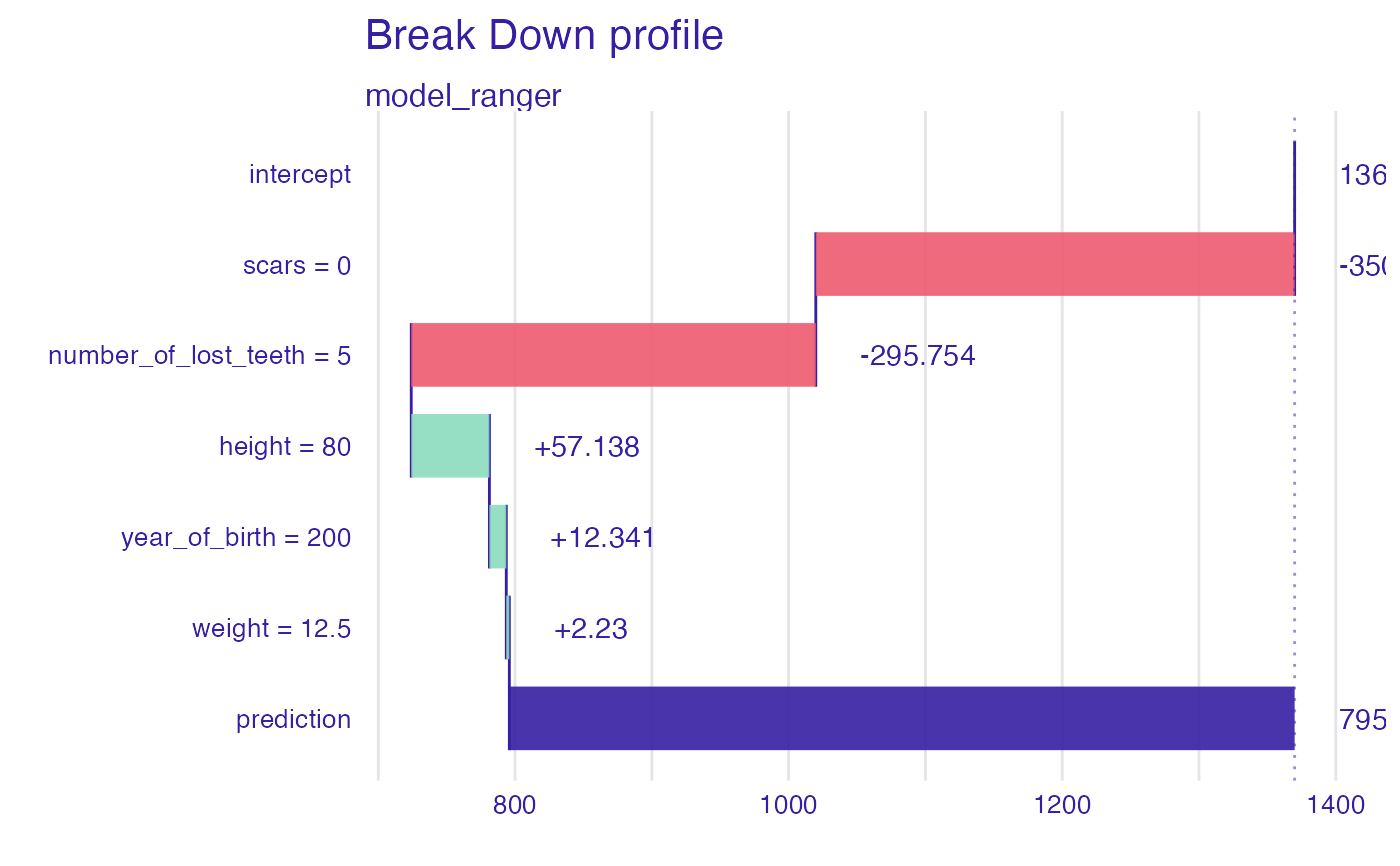 Break Down profile
model_ranger
intercept 136
scars = 0 -350
number_of_lost_teeth = 5 -295.754
height = 80 +57.138
year_of_birth = 200 +12.341
weight = 12.5 +2.23
prediction 795
800 1000 1200 1400